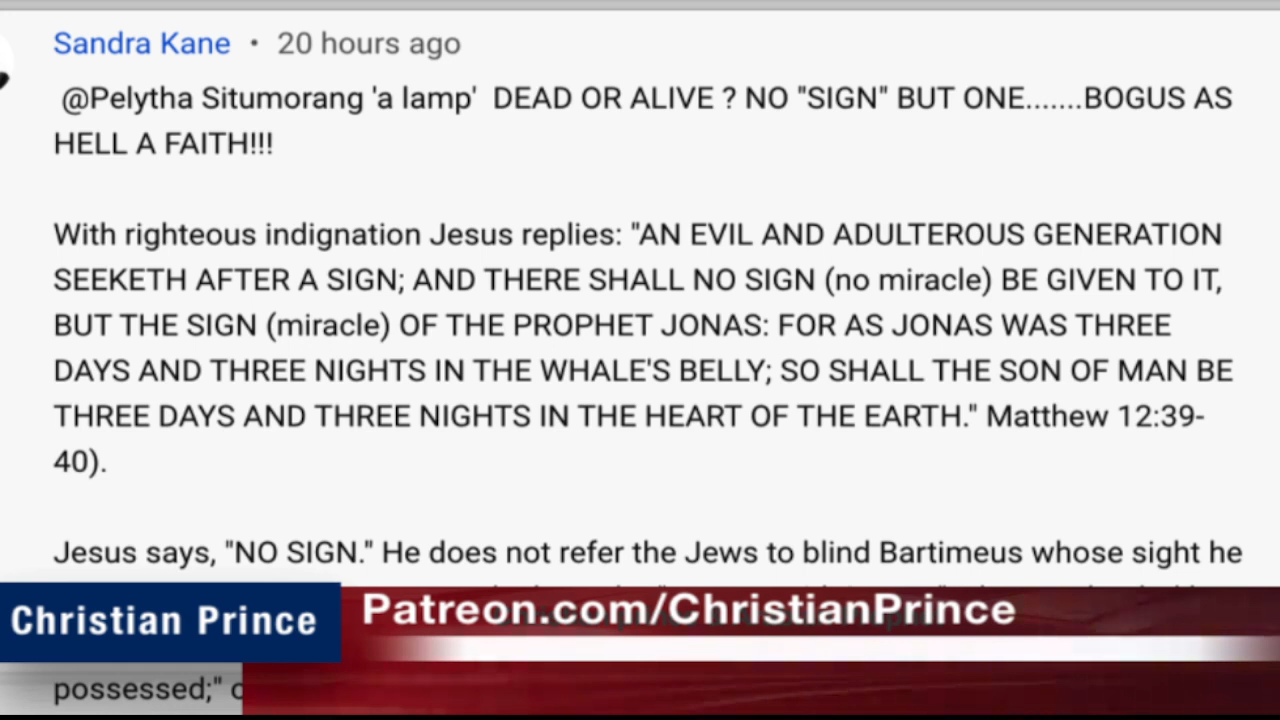 Sandra Kane • 20 hours ago
@Pelytha Situmorang 'a lamp' DEAD OR ALIVE ? NO "SIGN" BUT ONE.......BOGUS AS
HELL A FAITH!!!
With righteous indignation Jesus replies: "AN EVIL AND ADULTEROUS GENERATION
SEEKETH AFTER A SIGN; AND THERE SHALL NO SIGN (no miracle) BE GIVEN TO IT,
BUT THE SIGN (miracle) OF THE PROPHET JONAS: FOR AS JONAS WAS THREE
DAYS AND THREE NIGHTS IN THE WHALE'S BELLY; SO SHALL THE SON OF MAN BE
THREE DAYS AND THREE NIGHTS IN THE HEART OF THE EARTH." Matthew 12:39-
40).
Jesus says, "NO SIGN." He does not refer the Jews to blind Bartimeus whose sight he
Christian Prince
Patreon.com/ChristianPrince
possessed;"